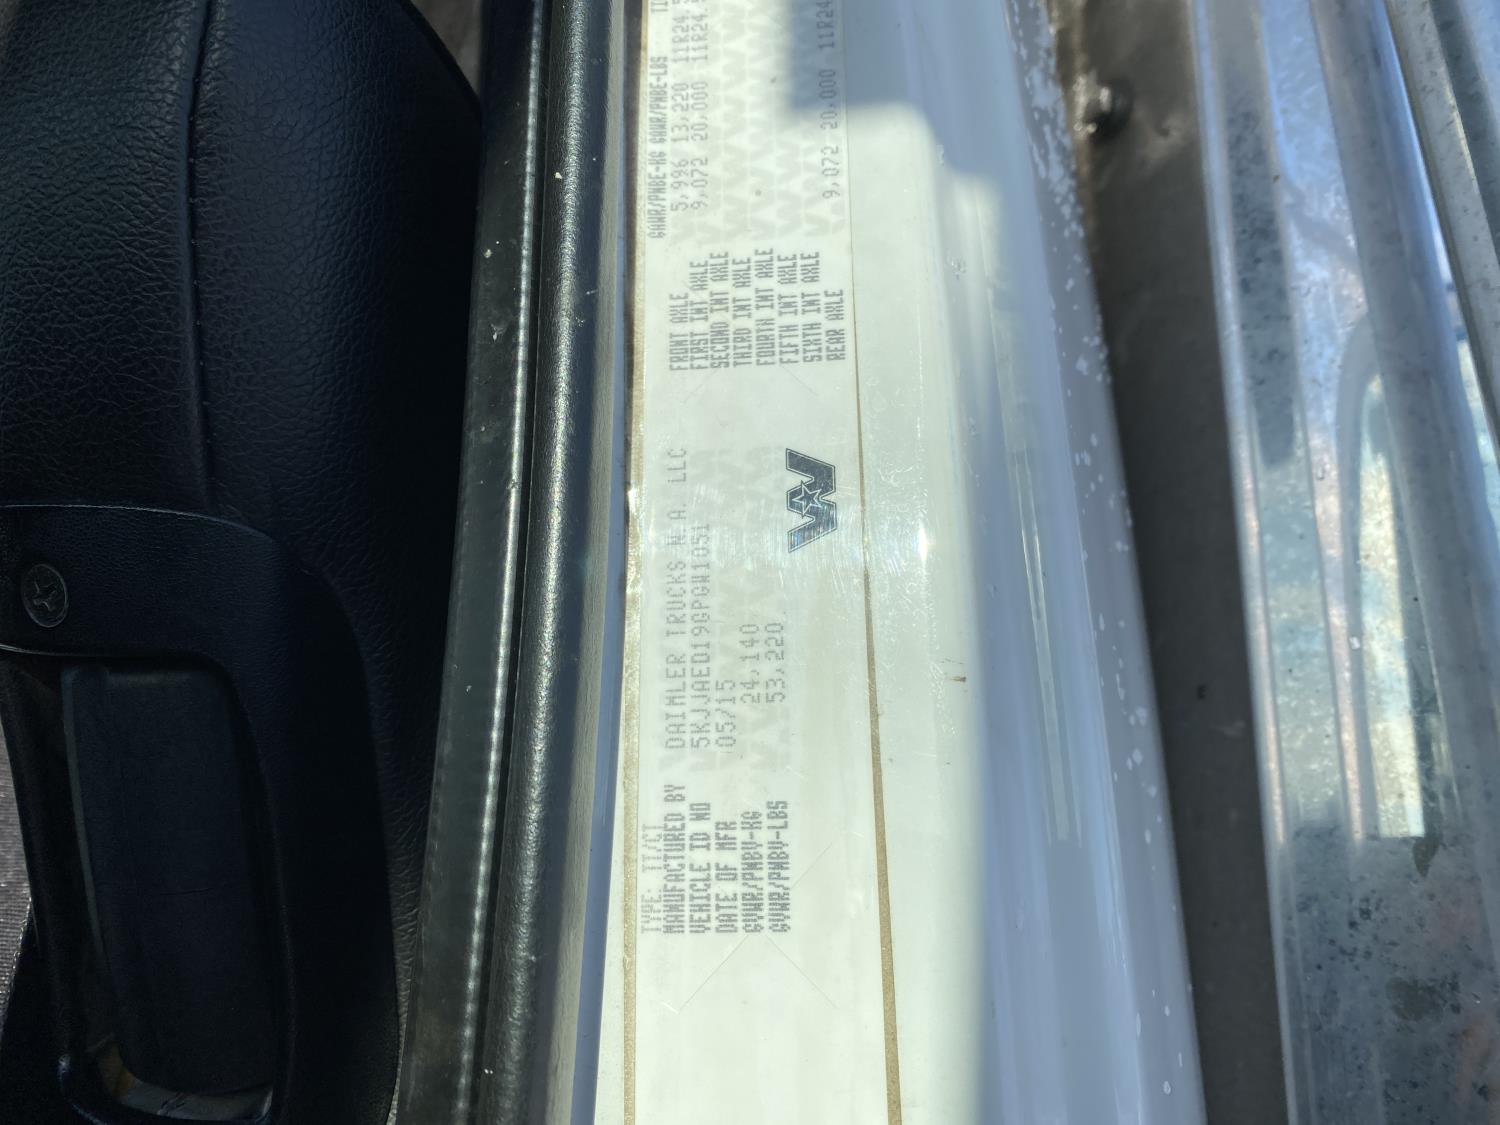 TYPE:
MANUFACTURED BY DAIMLER TRUCKS N.A. LLC
VEHICLE ID NO 5KJJAED19GPGW1051
DATE OF MFR 05/15
GVWR/PNBV-KG 24,140
GVWR/PNBV-LBS 53,220
GAWR/PNBE-KG GAWR/PNBE-LBS
FRONT AXLE 5,996 13,220 11R24.5
FIRST INT AXLE 9,072 20,000 11R24.5
SECOND INT AXLE
THIRD INT AXLE
FOURTH INT AXLE
FIFTH INT AXLE
SIXTH INT AXLE
REAR AXLE 9,072 20,000 11R24